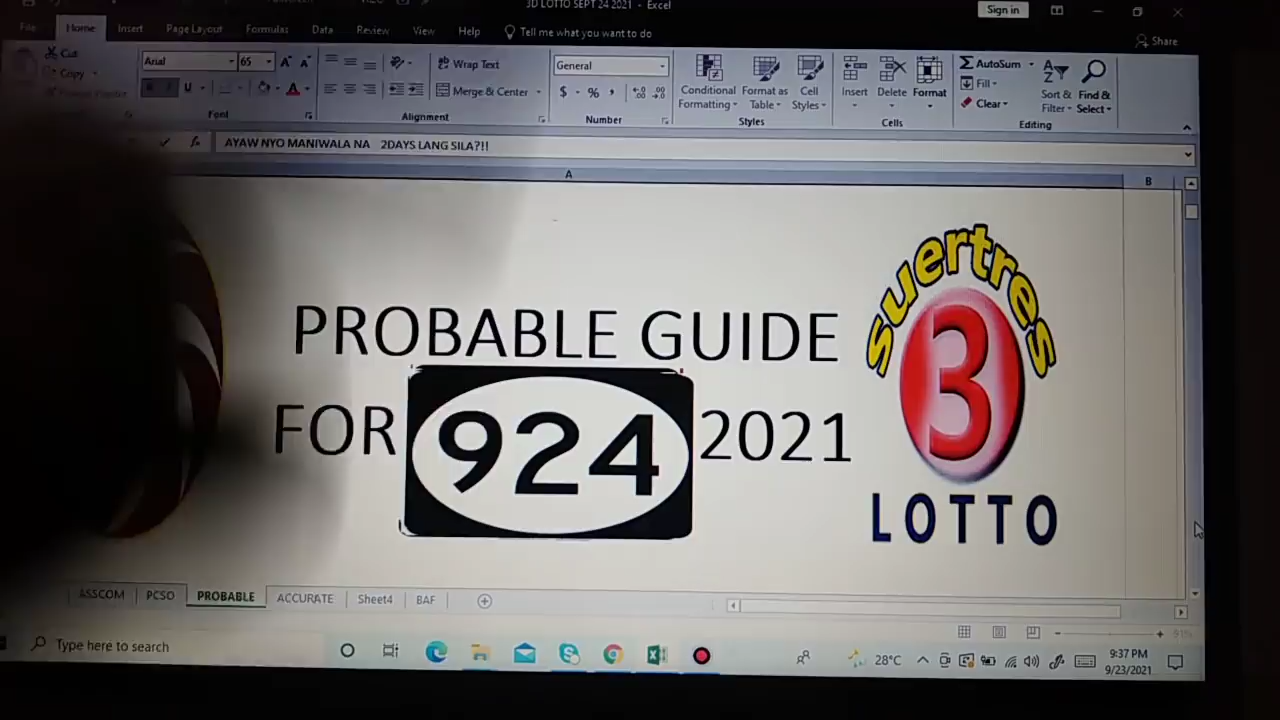 3D LOTTO SEPT 24 2021 - Excel
Sign in
File Home Insert Page Layout Formulas Data Review View Help Tell me what you want to do
Share
Cut
Copy
Arial 65
Wrap Text
Merge & Center
General
$ % ,
Conditional Formatting
Format as Table
Cell Styles
Insert Delete Format
AutoSum
Fill
Clear
Sort & Filter
Find & Select
Font Alignment Number Styles Cells Editing
fx AYAW NYO MANIWALA NA 2DAYS LANG SILA?!!
A B
PROBABLE GUIDE
FOR 924 2021
suertres
3
LOTTO
ASSCOM PCSO PROBABLE ACCURATE Sheet4 BAF
91%
Type here to search
28°C
9:37 PM
9/23/2021